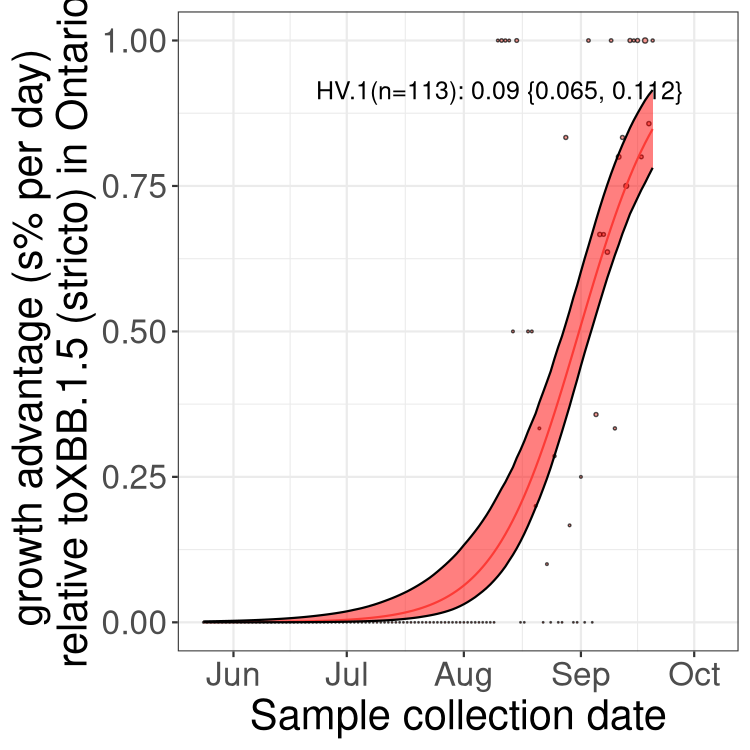 growth advantage (s% per day)
relative toXBB.1.5 (stricto) in Ontario
1.00
0.75
0.50
0.25
0.00
HV.1(n=113): 0.09 {0.065, 0.112}
Jun Jul Aug Sep Oct
Sample collection date